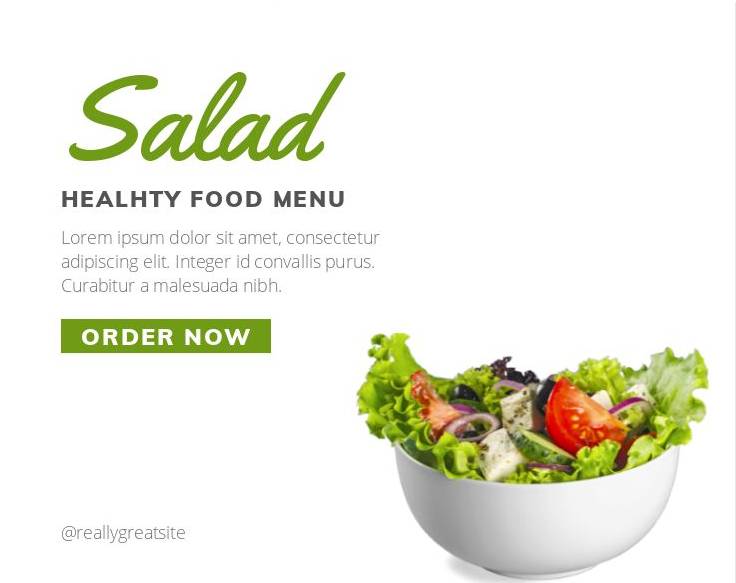 Salad
HEALHTY FOOD MENU
Lorem ipsum dolor sit amet, consectetur
adipiscing elit. Integer id convallis purus.
Curabitur a malesuada nibh.
ORDER NOW
@reallygreatsite